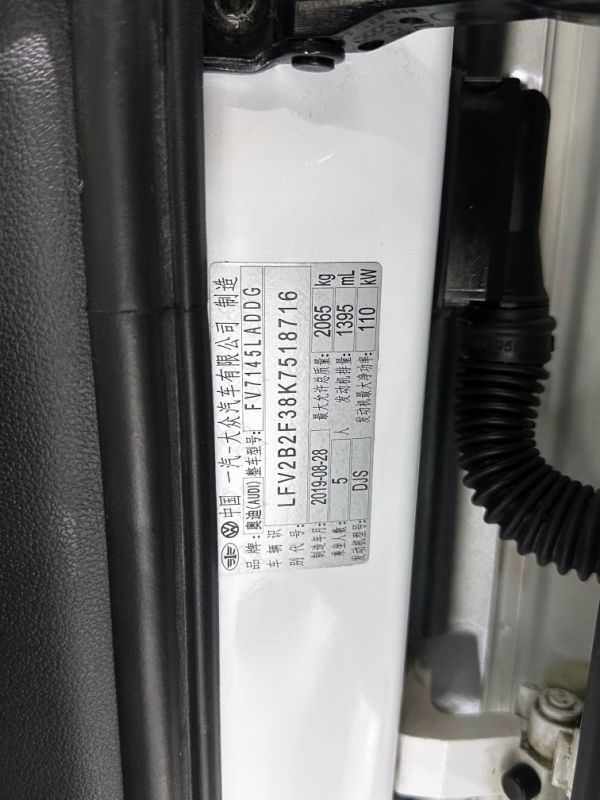 中国 一汽-大众汽车有限公司 制造
品牌: 奥迪(AUDI) 整车型号: FV7145LADDG
车辆识别代号: LFV2B2F38K7518716
制造年月: 2019-08-28 最大允许总质量: 2065 kg
乘坐人数: 5 人 发动机排量: 1395 mL
发动机型号: DJS 发动机最大净功率: 110 kW